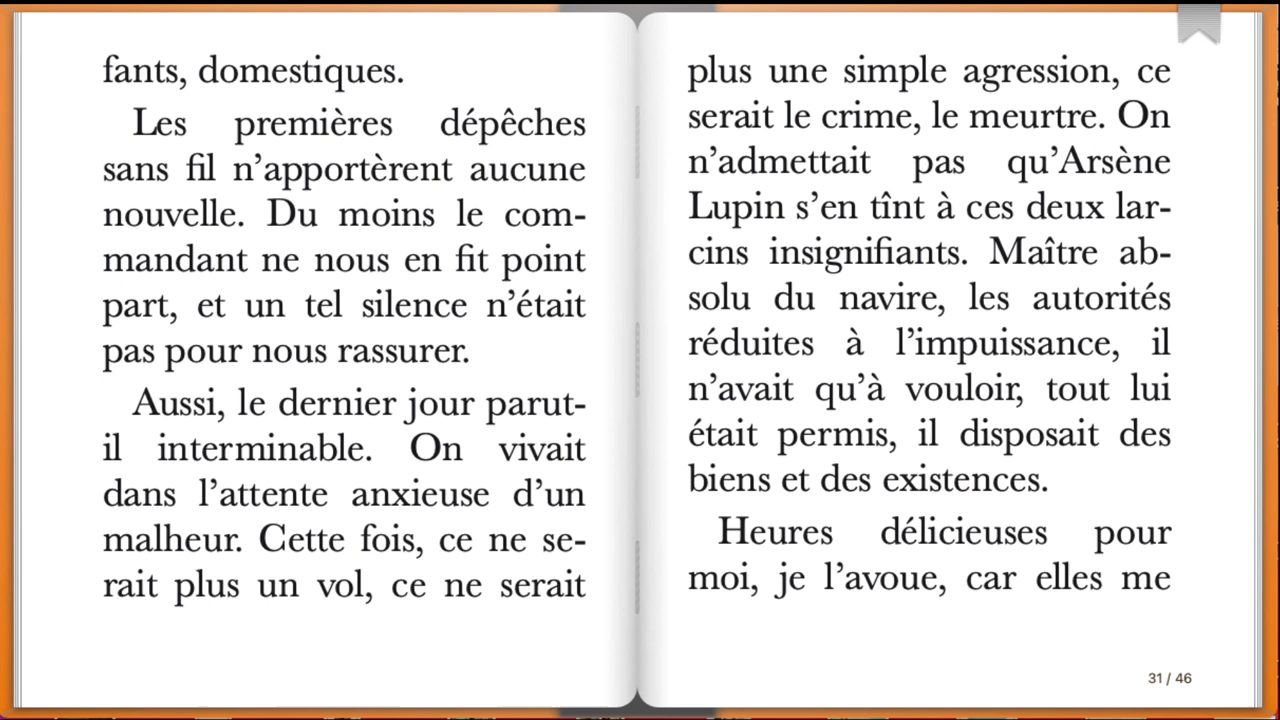 fants, domestiques.
Les premières dépêches
sans fil n’apportèrent aucune
nouvelle. Du moins le com-
mandant ne nous en fit point
part, et un tel silence n’était
pas pour nous rassurer.
Aussi, le dernier jour parut-
il interminable. On vivait
dans l’attente anxieuse d’un
malheur. Cette fois, ce ne se-
rait plus un vol, ce ne serait
plus une simple agression, ce
serait le crime, le meurtre. On
n’admettait pas qu’Arsène
Lupin s’en tînt à ces deux lar-
cins insignifiants. Maître ab-
solu du navire, les autorités
réduites à l’impuissance, il
n’avait qu’à vouloir, tout lui
était permis, il disposait des
biens et des existences.
Heures délicieuses pour
moi, je l’avoue, car elles me
31 / 46